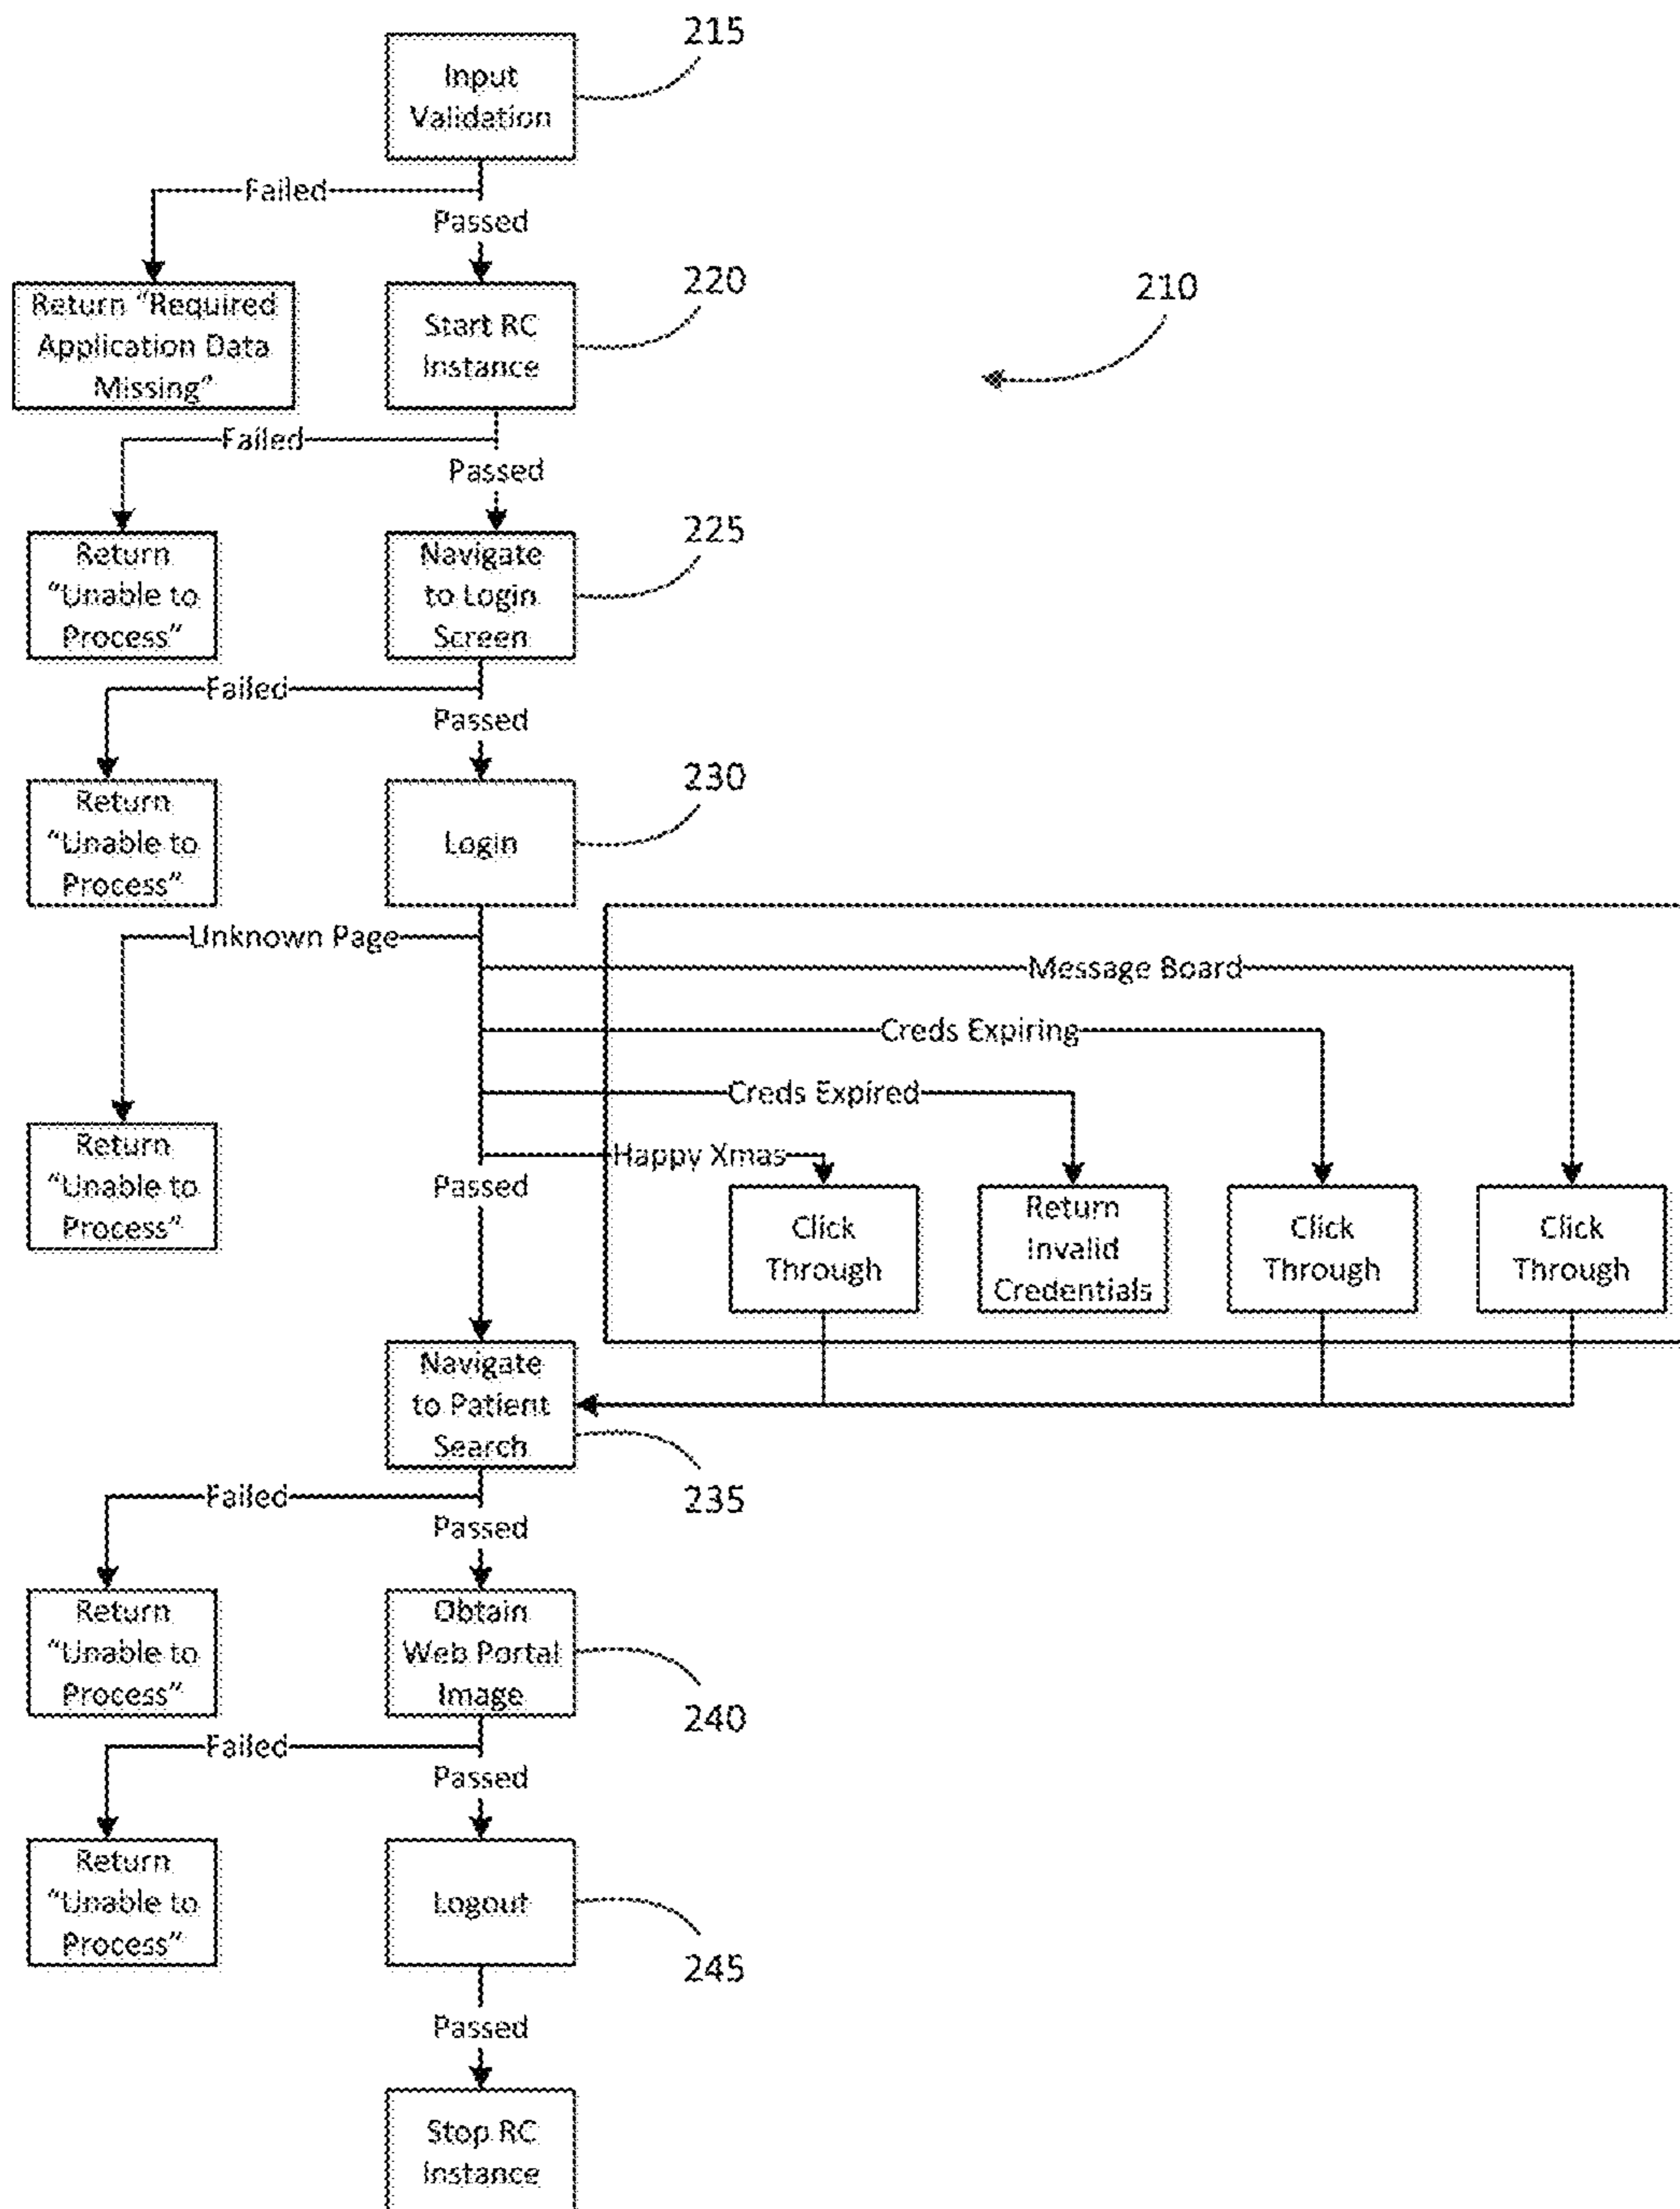 215
Input
Validation
Failed
Passed
220
210
Return "Required
Application Data
Missing"
Start RC
Instance
Failed
Passed
225
Return
"Unable to
Process"
Navigate
to Login
Screen
Failed
Passed
230
Return
"Unable to
Process"
Login
Unknown Page
Message Board
Creds Expiring
Creds Expired
Happy Xmas
Return
"Unable to
Process"
Passed
Click
Through
Return
Invalid
Credentials
Click
Through
Click
Through
Navigate
to Patient
Search
235
Failed
Passed
Return
"Unable to
Process"
Obtain
Web Portal
Image
240
Failed
Passed
Return
"Unable to
Process"
Logout
245
Passed
Stop RC
Instance